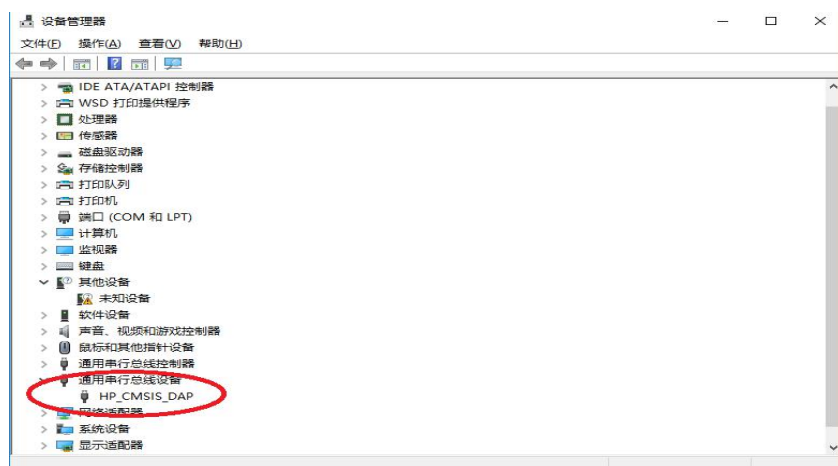 设备管理器
文件(F) 操作(A) 查看(V) 帮助(H)
IDE ATA/ATAPI 控制器
WSD 打印提供程序
处理器
传感器
磁盘驱动器
存储控制器
打印队列
打印机
端口 (COM 和 LPT)
计算机
监视器
键盘
其他设备
未知设备
软件设备
声音、视频和游戏控制器
鼠标和其他指针设备
通用串行总线控制器
通用串行总线设备
HP_CMSIS_DAP
网络适配器
系统设备
显示适配器